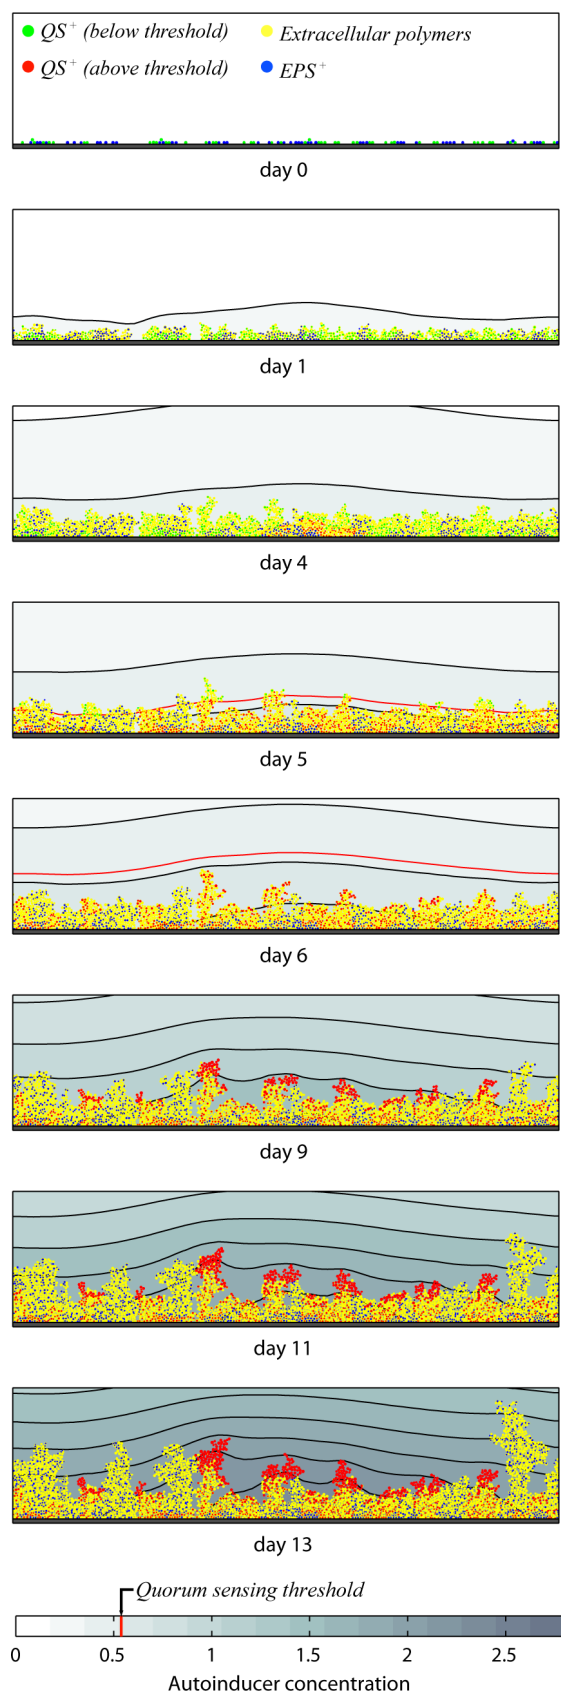 QS⁺ (below threshold) Extracellular polymers
QS⁺ (above threshold) EPS⁺
day 0
day 1
day 4
day 5
day 6
day 9
day 11
day 13
Quorum sensing threshold
0 0.5 1 1.5 2 2.5
Autoinducer concentration